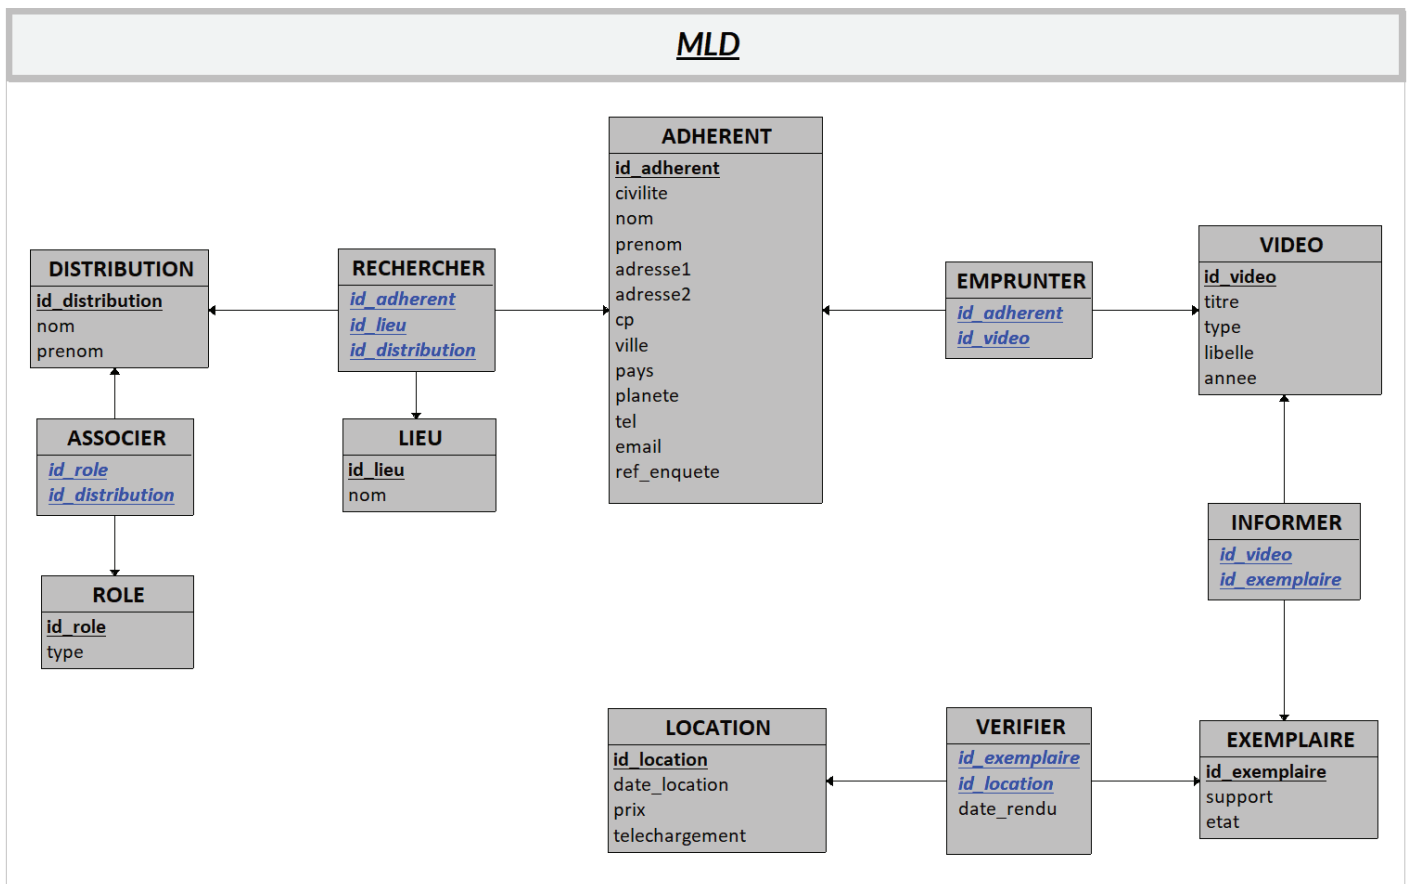 MLD
DISTRIBUTION
id_distribution
nom
prenom
RECHERCHER
id_adherent
id_lieu
id_distribution
ADHERENT
id_adherent
civilite
nom
prenom
adresse1
adresse2
cp
ville
pays
planete
tel
email
ref_enquete
EMPRUNTER
id_adherent
id_video
VIDEO
id_video
titre
type
libelle
annee
ASSOCIER
id_role
id_distribution
LIEU
id_lieu
nom
INFORMER
id_video
id_exemplaire
ROLE
id_role
type
LOCATION
id_location
date_location
prix
telechargement
VERIFIER
id_exemplaire
id_location
date_rendu
EXEMPLAIRE
id_exemplaire
support
etat